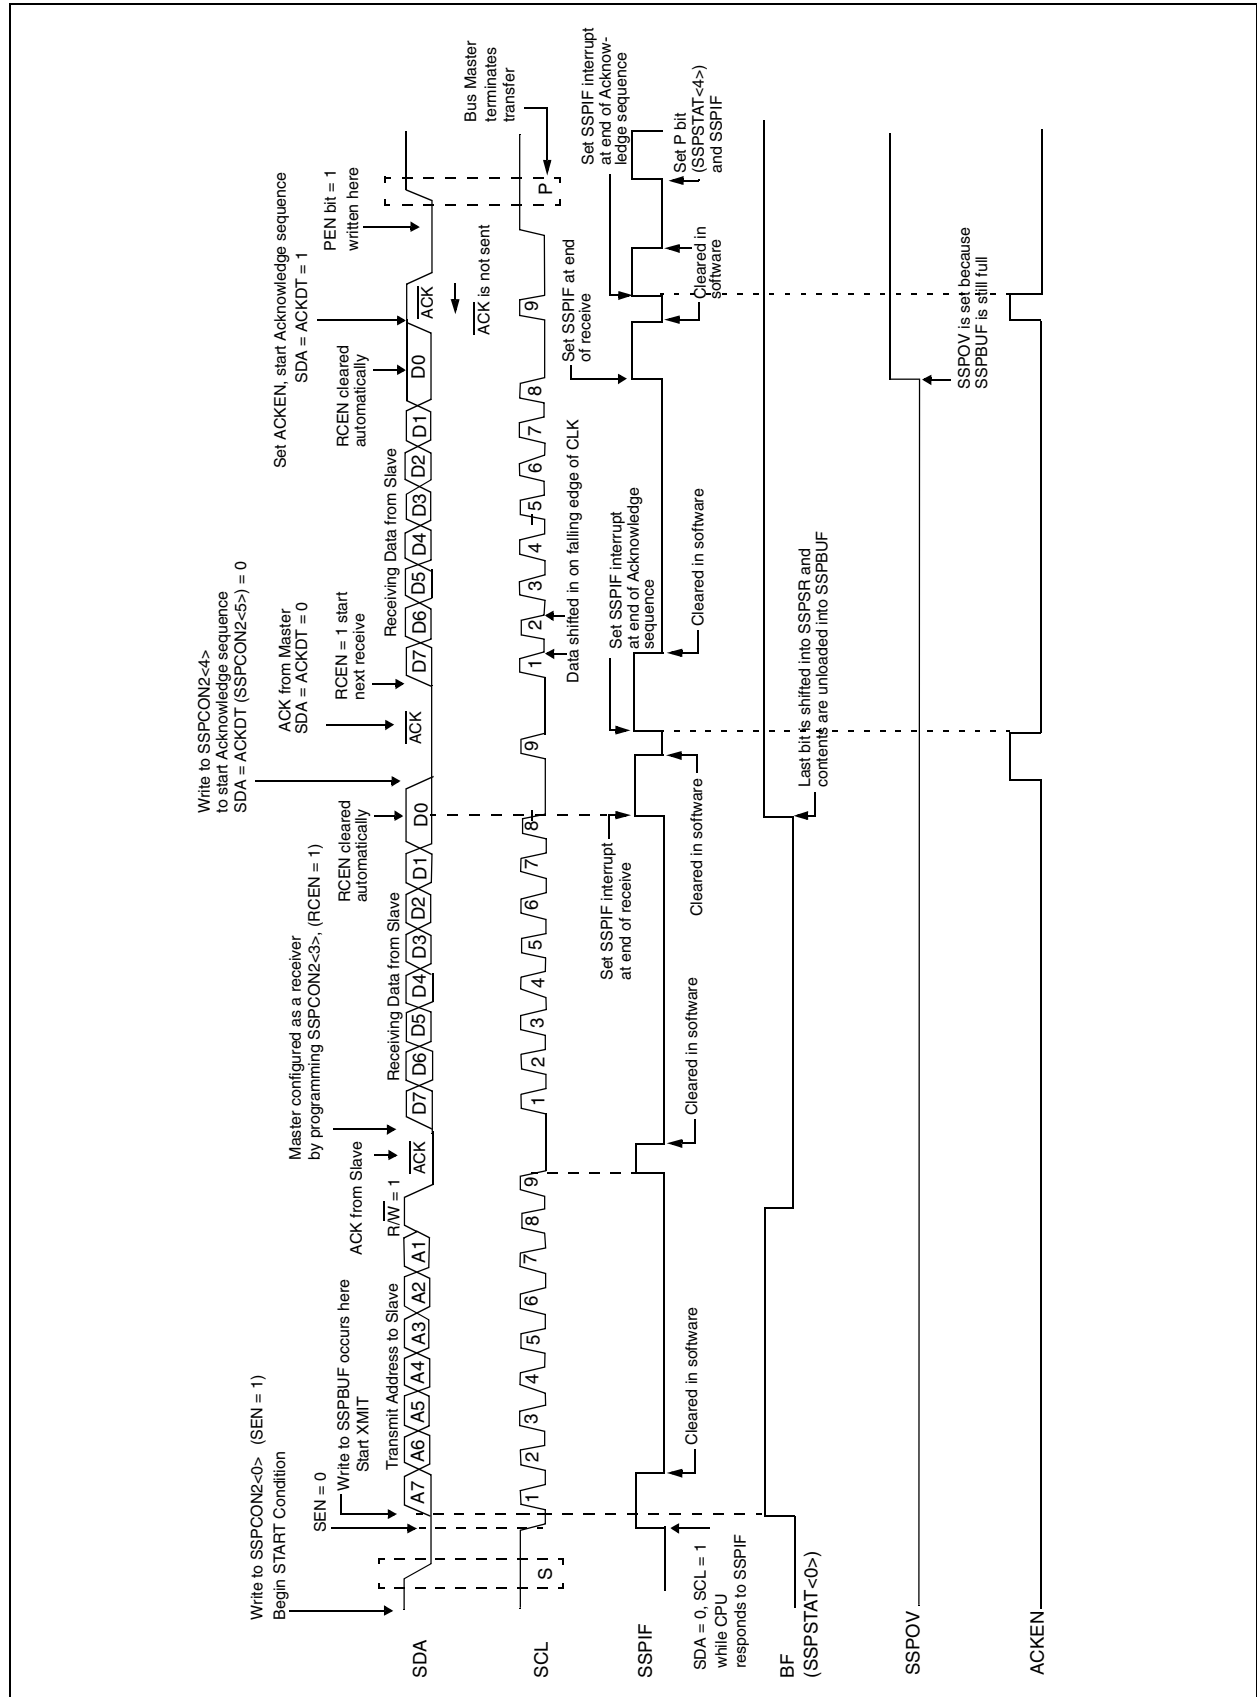 Write to SSPCON2<0> (SEN = 1)
Begin START Condition
SEN = 0
Write to SSPBUF occurs here
Start XMIT
Transmit Address to Slave
R/W = 1
ACK from Slave
Master configured as a receiver
by programming SSPCON2<3>, (RCEN = 1)
Receiving Data from Slave
RCEN cleared
automatically
Write to SSPCON2<4>
to start Acknowledge sequence
SDA = ACKDT (SSPCON2<5>) = 0
ACK from Master
SDA = ACKDT = 0
RCEN = 1 start
next receive
Receiving Data from Slave
RCEN cleared
automatically
Set ACKEN, start Acknowledge sequence
SDA = ACKDT = 1
PEN bit = 1
written here
SDA
A7 A6 A5 A4 A3 A2 A1
ACK
D7 D6 D5 D4 D3 D2 D1 D0
ACK
D7 D6 D5 D4 D3 D2 D1 D0
ACK
ACK is not sent
Bus Master
terminates
transfer
SCL
S
1 2 3 4 5 6 7 8 9
1 2 3 4 5 6 7 8
9
1 2 3 4 5 6 7 8
9
P
Data shifted in on falling edge of CLK
SSPIF
SDA = 0, SCL = 1
while CPU
responds to SSPIF
Cleared in software
Cleared in software
Set SSPIF interrupt
at end of receive
Cleared in software
Set SSPIF interrupt
at end of Acknowledge
sequence
Cleared in software
Set SSPIF at end
of receive
Cleared in
software
Set SSPIF interrupt
at end of Acknow-
ledge sequence
Set P bit
(SSPSTAT<4>)
and SSPIF
BF
(SSPSTAT<0>)
Last bit is shifted into SSPSR and
contents are unloaded into SSPBUF
SSPOV
SSPOV is set because
SSPBUF is still full
ACKEN